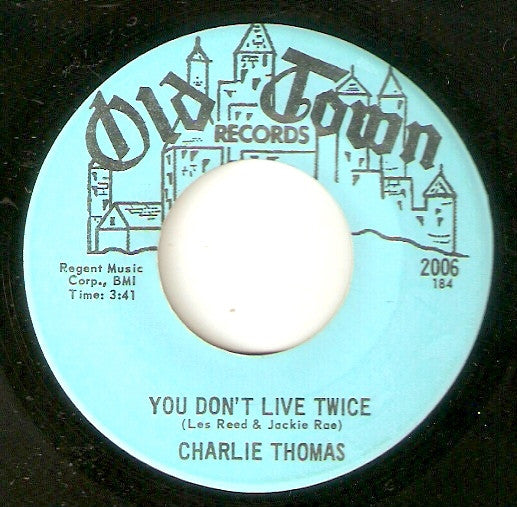 Old Town
RECORDS
Regent Music
Corp., BMI
Time: 3:41
2006
184
YOU DON'T LIVE TWICE
(Les Reed & Jackie Rae)
CHARLIE THOMAS